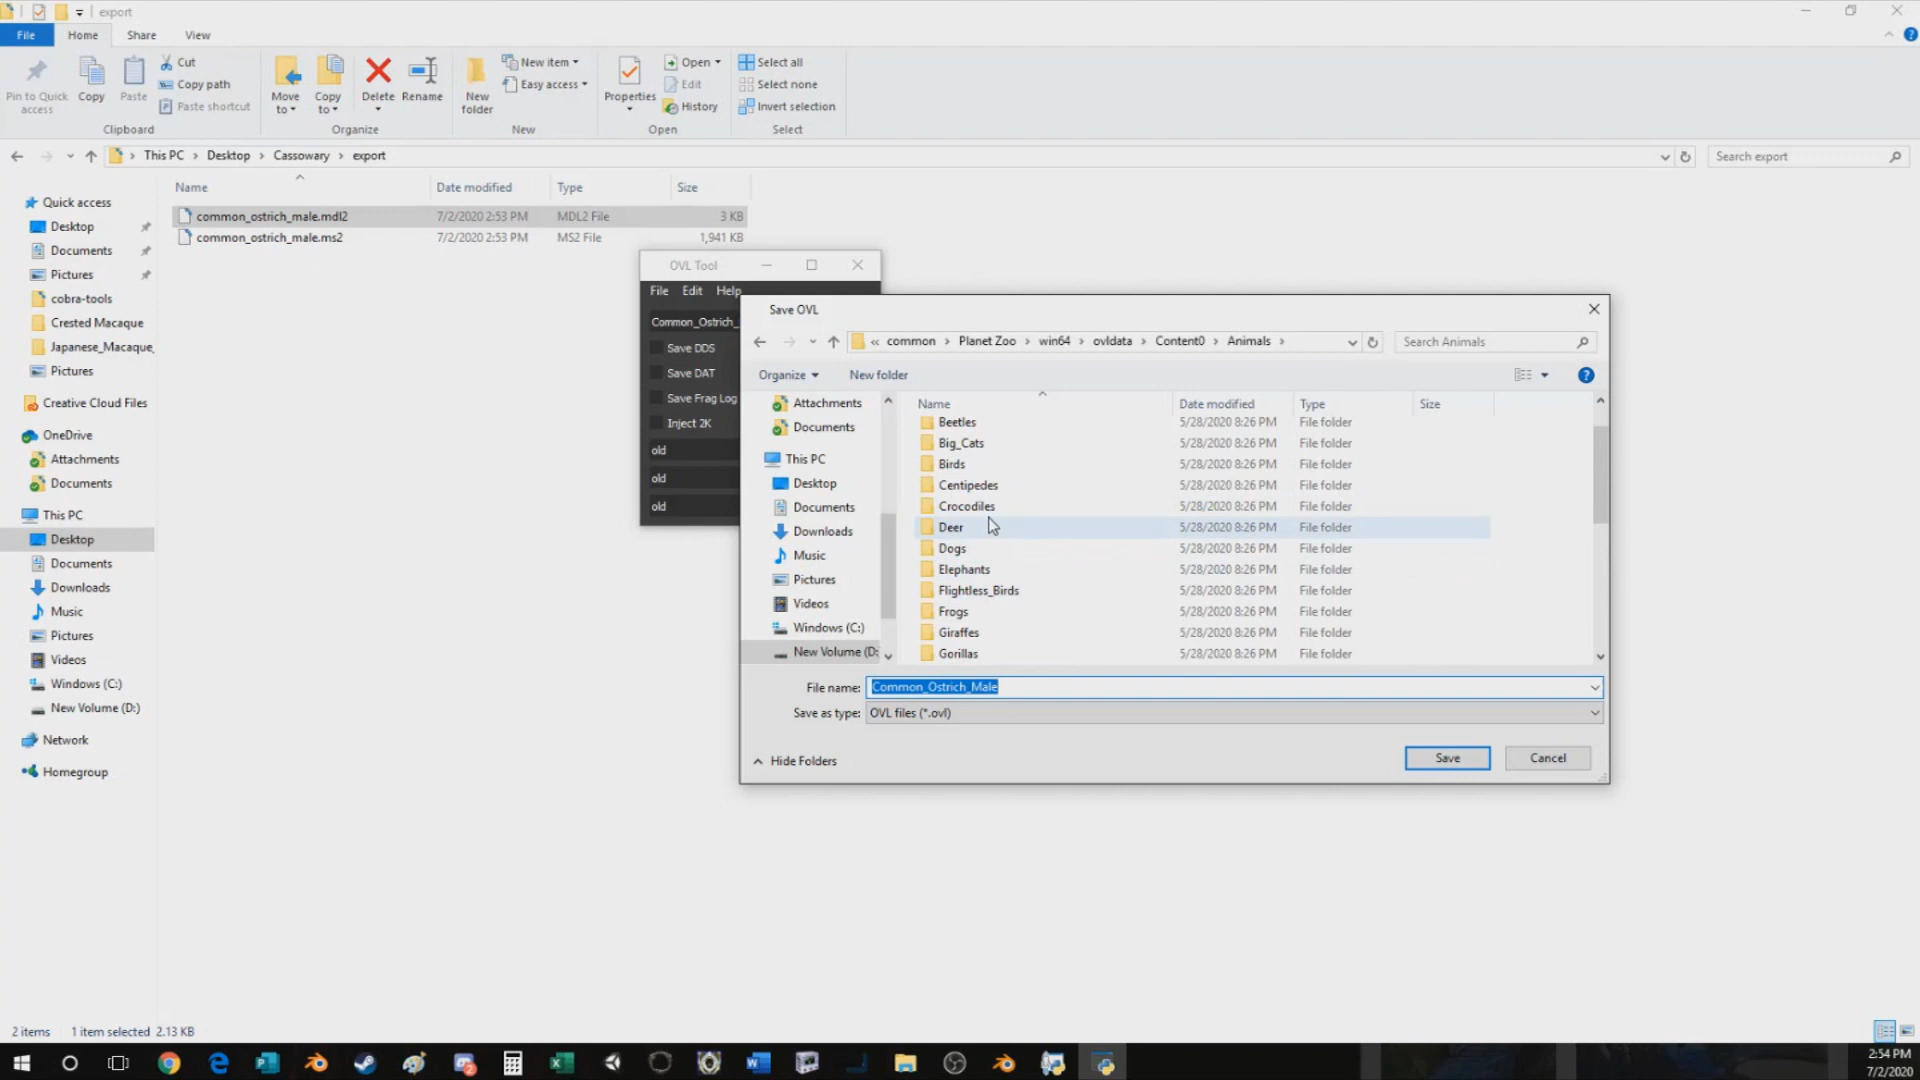 export
File Home Share View
Pin to Quick access
Copy
Paste
Cut
Copy path
Paste shortcut
Clipboard
Move to
Copy to
Delete
Rename
Organize
New folder
New item
Easy access
New
Properties
Open
Edit
History
Open
Select all
Select none
Invert selection
Select
This PC > Desktop > Cassowary > export
Search export
Name Date modified Type Size
common_ostrich_male.mdl2 7/2/2020 2:53 PM MDL2 File 3 KB
common_ostrich_male.ms2 7/2/2020 2:53 PM MS2 File 1,941 KB
Quick access
Desktop
Documents
Pictures
cobra-tools
Crested Macaque
Japanese_Macaque_
Pictures
Creative Cloud Files
OneDrive
Attachments
Documents
This PC
Desktop
Documents
Downloads
Music
Pictures
Videos
Windows (C:)
New Volume (D:)
Network
Homegroup
OVL Tool
File Edit Help
Common_Ostrich_
Save DDS
Save DAT
Save Frag Log
Inject 2K
old
old
old
Save OVL
« common > Planet Zoo > win64 > ovldata > Content0 > Animals >
Search Animals
Organize New folder
Attachments
Documents
This PC
Desktop
Documents
Downloads
Music
Pictures
Videos
Windows (C:)
New Volume (D:
Name Date modified Type Size
Beetles 5/28/2020 8:26 PM File folder
Big_Cats 5/28/2020 8:26 PM File folder
Birds 5/28/2020 8:26 PM File folder
Centipedes 5/28/2020 8:26 PM File folder
Crocodiles 5/28/2020 8:26 PM File folder
Deer 5/28/2020 8:26 PM File folder
Dogs 5/28/2020 8:26 PM File folder
Elephants 5/28/2020 8:26 PM File folder
Flightless_Birds 5/28/2020 8:26 PM File folder
Frogs 5/28/2020 8:26 PM File folder
Giraffes 5/28/2020 8:26 PM File folder
Gorillas 5/28/2020 8:26 PM File folder
File name: Common_Ostrich_Male
Save as type: OVL files (*.ovl)
Hide Folders
Save Cancel
2 items 1 item selected 2.13 KB
2:54 PM
7/2/2020